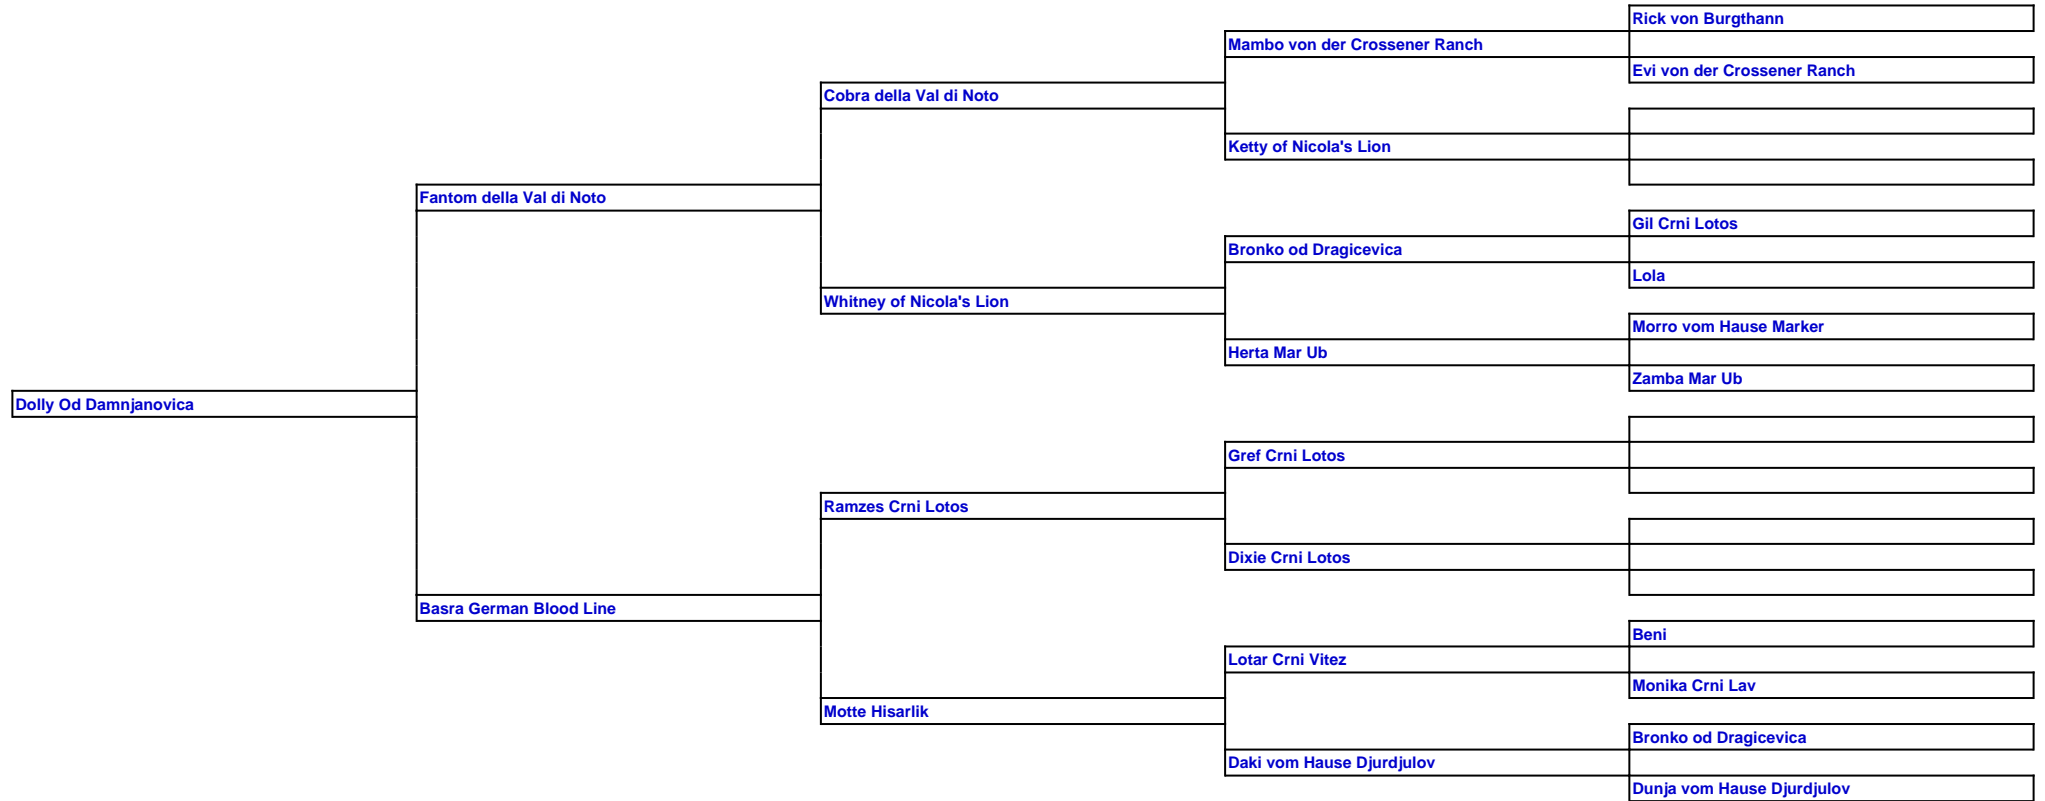 Rick von Burgthann
Mambo von der Crossener Ranch
Evi von der Crossener Ranch
Cobra della Val di Noto
Ketty of Nicola's Lion
Fantom della Val di Noto
Gil Crni Lotos
Bronko od Dragicevica
Lola
Whitney of Nicola's Lion
Morro vom Hause Marker
Herta Mar Ub
Zamba Mar Ub
Dolly Od Damnjanovica
Gref Crni Lotos
Ramzes Crni Lotos
Dixie Crni Lotos
Basra German Blood Line
Beni
Lotar Crni Vitez
Monika Crni Lav
Motte Hisarlik
Bronko od Dragicevica
Daki vom Hause Djurdjulov
Dunja vom Hause Djurdjulov